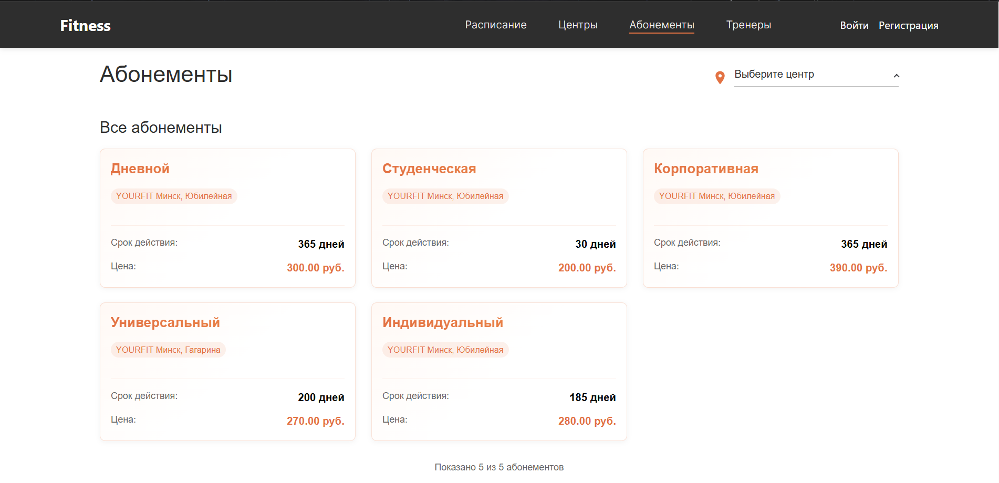 Fitness
Расписание
Центры
Абонементы
Тренеры
Войти
Регистрация
Абонементы
Выберите центр
Все абонементы
Дневной
YOURFIT Минск, Юбилейная
Срок действия:
365 дней
Цена:
300.00 руб.
Студенческая
YOURFIT Минск, Юбилейная
Срок действия:
30 дней
Цена:
200.00 руб.
Корпоративная
YOURFIT Минск, Юбилейная
Срок действия:
365 дней
Цена:
390.00 руб.
Универсальный
YOURFIT Минск, Гагарина
Срок действия:
200 дней
Цена:
270.00 руб.
Индивидуальный
YOURFIT Минск, Юбилейная
Срок действия:
185 дней
Цена:
280.00 руб.
Показано 5 из 5 абонементов